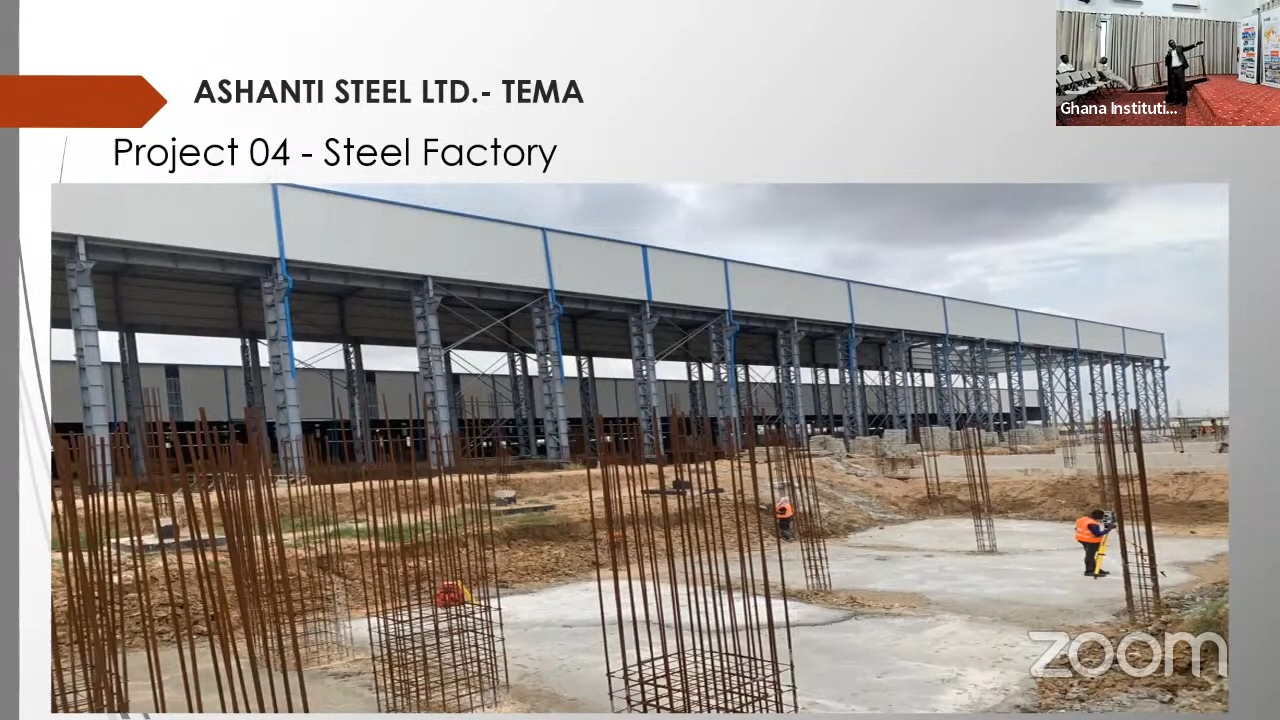 ASHANTI STEEL LTD.- TEMA
Project 04 - Steel Factory
Ghana Instituti...
zoom